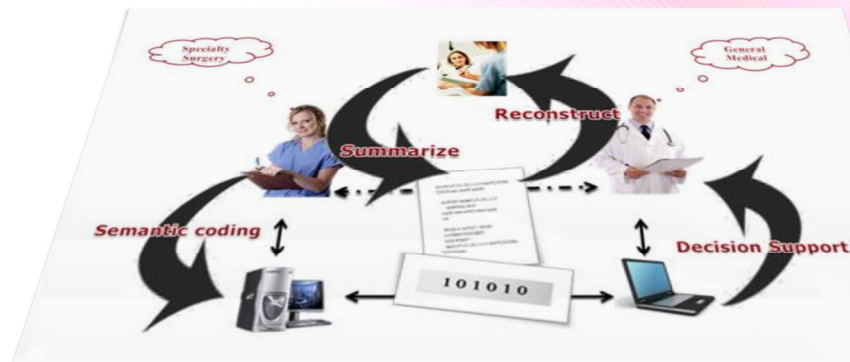 Specialty
Surgery
General
Medical
Reconstruct
Summarize
Semantic coding
Decision Support
101010